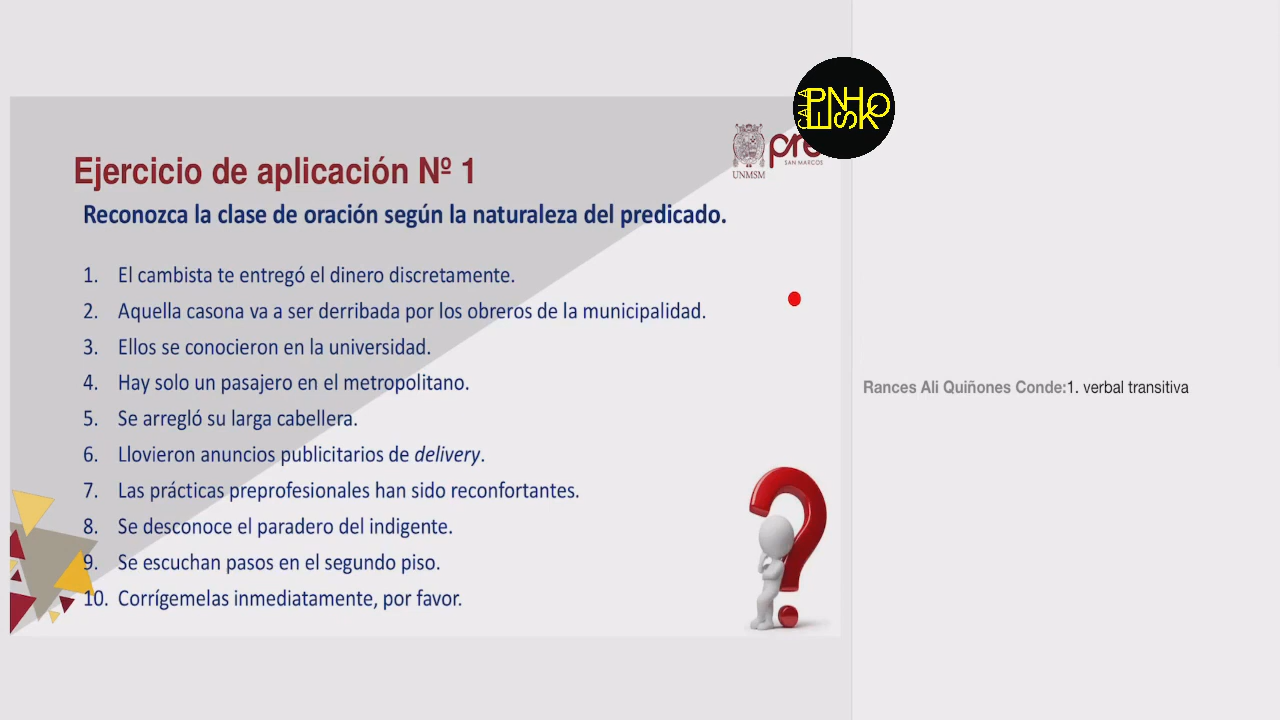 CALA
PNHO
ESK
pre
SAN MARCOS
UNMSM
Ejercicio de aplicación Nº 1
Reconozca la clase de oración según la naturaleza del predicado.
1. El cambista te entregó el dinero discretamente.
2. Aquella casona va a ser derribada por los obreros de la municipalidad.
3. Ellos se conocieron en la universidad.
4. Hay solo un pasajero en el metropolitano.
5. Se arregló su larga cabellera.
6. Llovieron anuncios publicitarios de delivery.
7. Las prácticas preprofesionales han sido reconfortantes.
8. Se desconoce el paradero del indigente.
9. Se escuchan pasos en el segundo piso.
10. Corrígemelas inmediatamente, por favor.
Rances Ali Quiñones Conde:1. verbal transitiva